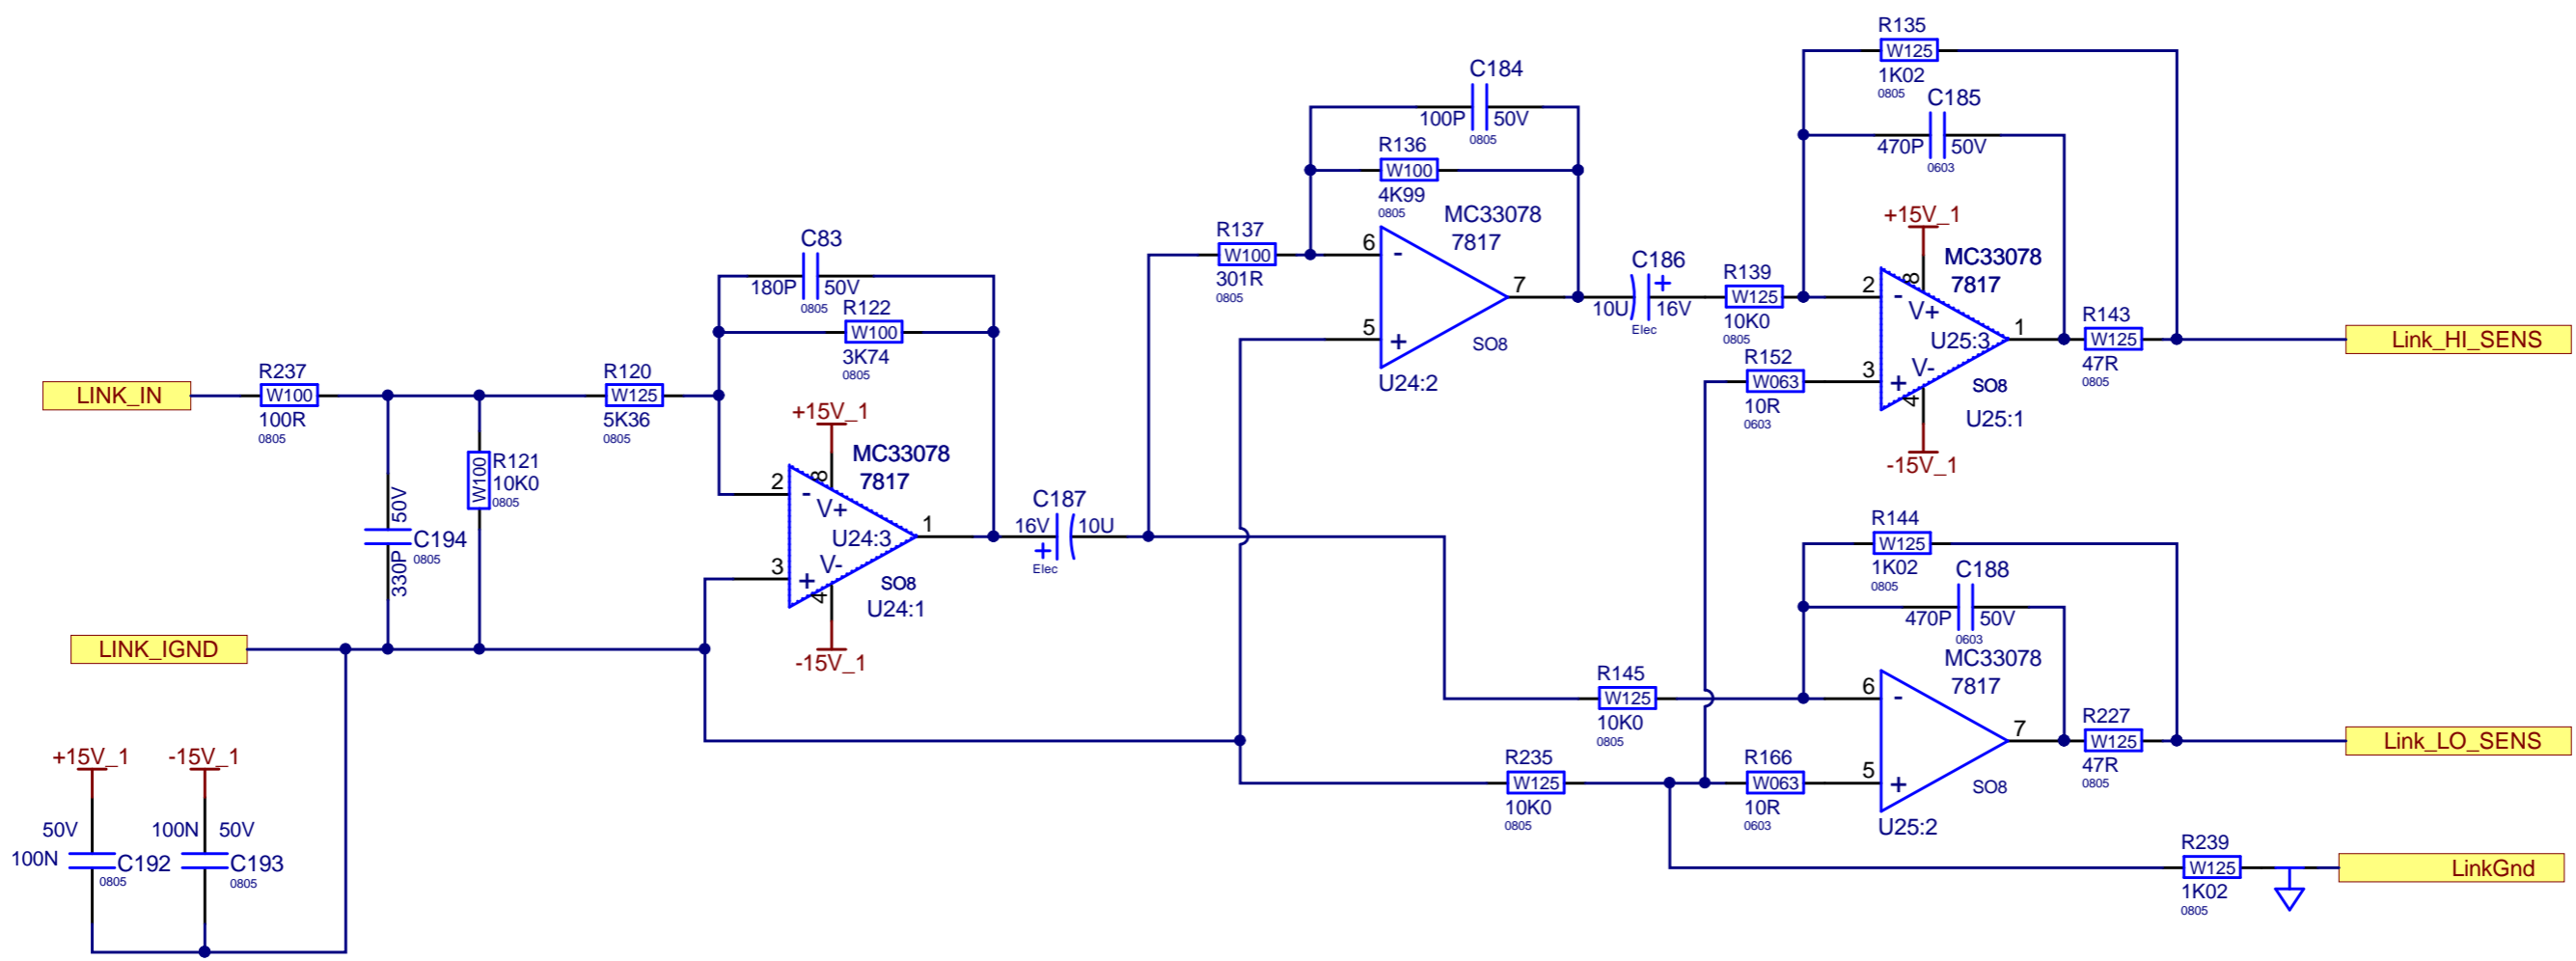 LINK_IN
R237
W100
100R
0805
50V
330P
C194
0805
W100
R121
10K0
0805
LINK_IGND
+15V_1
-15V_1
50V
100N
C192
0805
100N
50V
C193
0805
R120
W125
5K36
0805
C83
180P
50V
0805
R122
W100
3K74
0805
+15V_1
MC33078
7817
2
-
8
V+
U24:3
1
V-
3
+
4
SO8
U24:1
-15V_1
C187
16V
10U
+
Elec
R137
W100
301R
0805
C184
100P
50V
0805
R136
W100
4K99
0805
MC33078
7817
6
-
7
5
+
SO8
U24:2
C186
+
10U
16V
Elec
R139
W125
10K0
0805
R152
W063
10R
0603
R135
W125
1K02
0805
C185
470P
50V
0603
+15V_1
MC33078
7817
2
-
8
V+
U25:3
1
V-
3
+
4
SO8
U25:1
-15V_1
R143
W125
47R
0805
Link_HI_SENS
R144
W125
1K02
0805
C188
470P
50V
0603
MC33078
7817
R145
W125
10K0
0805
6
-
7
5
+
SO8
U25:2
R235
W125
10K0
0805
R166
W063
10R
0603
R227
W125
47R
0805
Link_LO_SENS
R239
W125
1K02
0805
LinkGnd